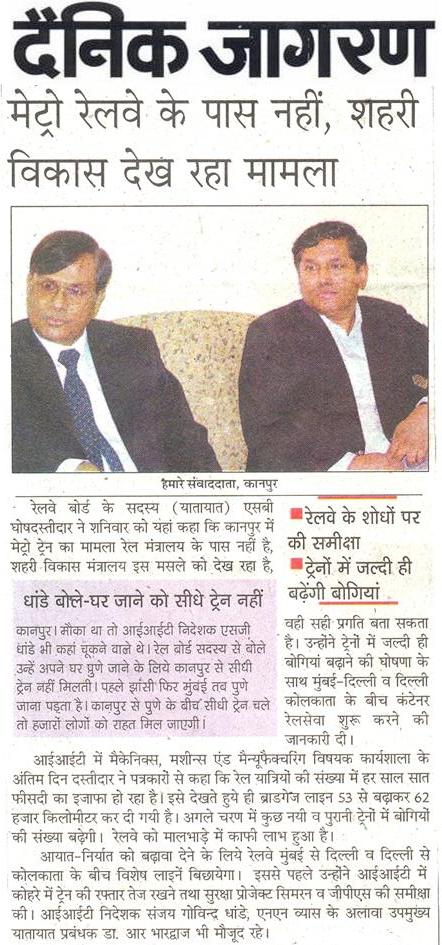 दैनिक जागरण
मेट्रो रेलवे के पास नहीं, शहरी
विकास देख रहा मामला
हमारे संवाददाता, कानपुर
रेलवे बोर्ड के सदस्य (यातायात) एसबी
घोषदस्तीदार ने शनिवार को यहां कहा कि कानपुर में
मेट्रो ट्रेन का मामला रेल मंत्रालय के पास नहीं है,
शहरी विकास मंत्रालय इस मसले को देख रहा है,
रेलवे के शोधों पर
की समीक्षा
ट्रेनों में जल्दी ही
बढ़ेंगी बोगियां
धांडे बोले-घर जाने को सीधे ट्रेन नहीं
कानपुर। मौका था तो आईआईटी निदेशक एसजी
धांडे भी कहां चूकने वाले थे। रेल बोर्ड सदस्य से बोले
उन्हें अपने घर पुणे जाने के लिये कानपुर से सीधी
ट्रेन नहीं मिलती। पहले झांसी फिर मुंबई तब पुणे
जाना पड़ता है। कानपुर से पुणे के बीच सीधी ट्रेन चले
तो हजारों लोगों को राहत मिल जाएगी।
वही सही प्रगति बता सकता
है। उन्होंने ट्रेनों में जल्दी ही
बोगियां बढ़ाने की घोषणा के
साथ मुंबई-दिल्ली व दिल्ली
कोलकाता के बीच कंटेनर
रेलसेवा शुरू करने की
जानकारी दी।
आईआईटी में मैकेनिक्स, मशीन्स एंड मैन्यूफैक्चरिंग विषयक कार्यशाला के
अंतिम दिन दस्तीदार ने पत्रकारों से कहा कि रेल यात्रियों की संख्या में हर साल सात
फीसदी का इजाफा हो रहा है। इसे देखते हुये ही ब्राडगेज लाइन 53 से बढ़ाकर 62
हजार किलोमीटर कर दी गयी है। अगले चरण में कुछ नयी व पुरानी ट्रेनों में बोगियों
की संख्या बढ़ेगी। रेलवे को मालभाड़े में काफी लाभ हुआ है।
आयात-निर्यात को बढ़ावा देने के लिये रेलवे मुंबई से दिल्ली व दिल्ली से
कोलकाता के बीच विशेष लाइनें बिछायेगा। इससे पहले उन्होंने आईआईटी में
कोहरे में ट्रेन की रफ्तार तेज रखने तथा सुरक्षा प्रोजेक्ट सिमरन व जीपीएस की समीक्षा
की। आईआईटी निदेशक संजय गोविन्द धांडे, एनएन व्यास के अलावा उपमुख्य
यातायात प्रबंधक डा. आर भारद्वाज भी मौजूद रहे।